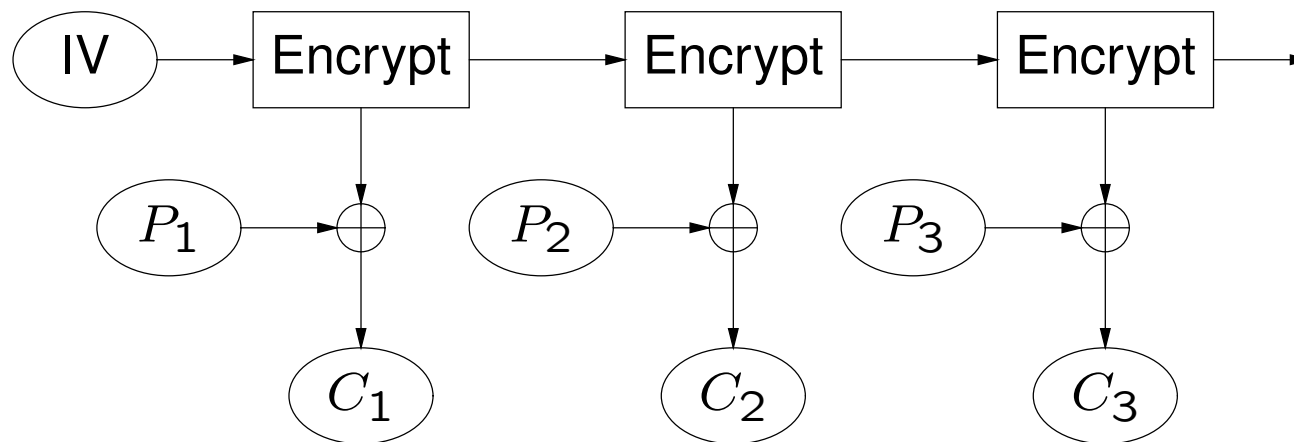 IV Encrypt Encrypt Encrypt
P₁ P₂ P₃
C₁ C₂ C₃